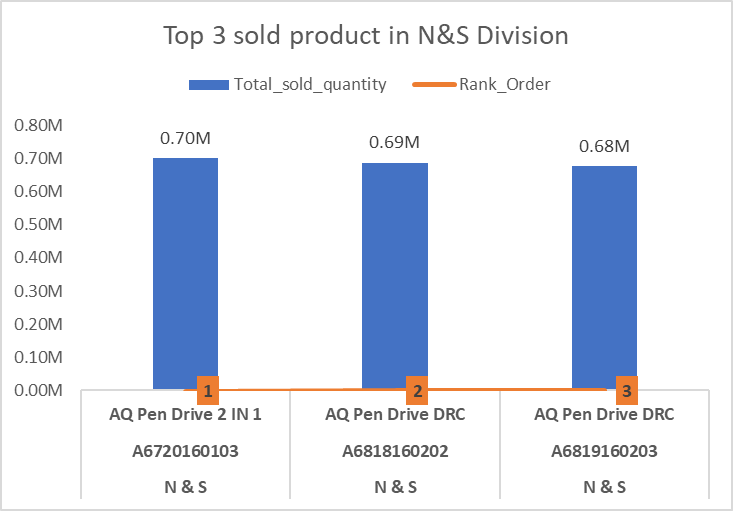 Top 3 sold product in N&S Division
Total_sold_quantity Rank_Order
0.80M
0.70M
0.60M
0.50M
0.40M
0.30M
0.20M
0.10M
0.00M
0.70M 0.69M 0.68M
1 2 3
AQ Pen Drive 2 IN 1 AQ Pen Drive DRC AQ Pen Drive DRC
A6720160103 A6818160202 A6819160203
N & S N & S N & S